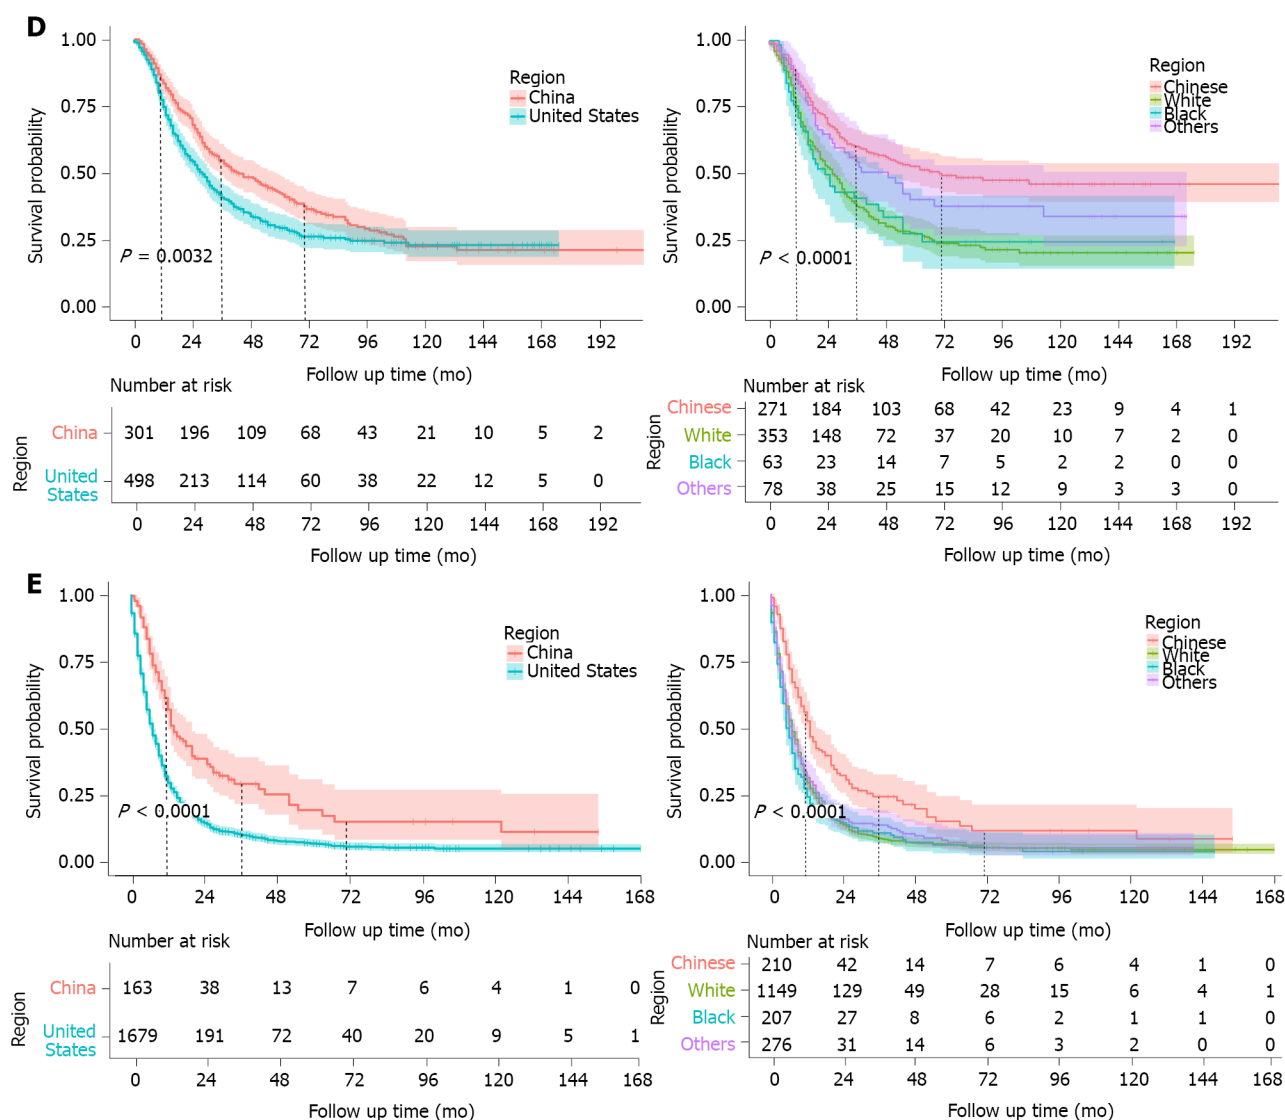 D
1.00
0.75
0.50
0.25
0.00
Survival probability
Region
China
United States
P = 0.0032
0 24 48 72 96 120 144 168 192
Follow up time (mo)
Number at risk
Region
China 301 196 109 68 43 21 10 5 2
United States 498 213 114 60 38 22 12 5 0
0 24 48 72 96 120 144 168 192
Follow up time (mo)
1.00
0.75
0.50
0.25
0.00
Survival probability
Region
Chinese
White
Black
Others
P < 0.0001
0 24 48 72 96 120 144 168 192
Follow up time (mo)
Number at risk
Region
Chinese 271 184 103 68 42 23 9 4 1
White 353 148 72 37 20 10 7 2 0
Black 63 23 14 7 5 2 2 0 0
Others 78 38 25 15 12 9 3 3 0
0 24 48 72 96 120 144 168 192
Follow up time (mo)
E
1.00
0.75
0.50
0.25
0.00
Survival probability
Region
China
United States
P < 0.0001
0 24 48 72 96 120 144 168
Follow up time (mo)
Number at risk
Region
China 163 38 13 7 6 4 1 0
United States 1679 191 72 40 20 9 5 1
0 24 48 72 96 120 144 168
Follow up time (mo)
1.00
0.75
0.50
0.25
0.00
Survival probability
Region
Chinese
White
Black
Others
P < 0.0001
0 24 48 72 96 120 144 168
Follow up time (mo)
Number at risk
Region
Chinese 210 42 14 7 6 4 1 0
White 1149 129 49 28 15 6 4 1
Black 207 27 8 6 2 1 1 0
Others 276 31 14 6 3 2 0 0
0 24 48 72 96 120 144 168
Follow up time (mo)